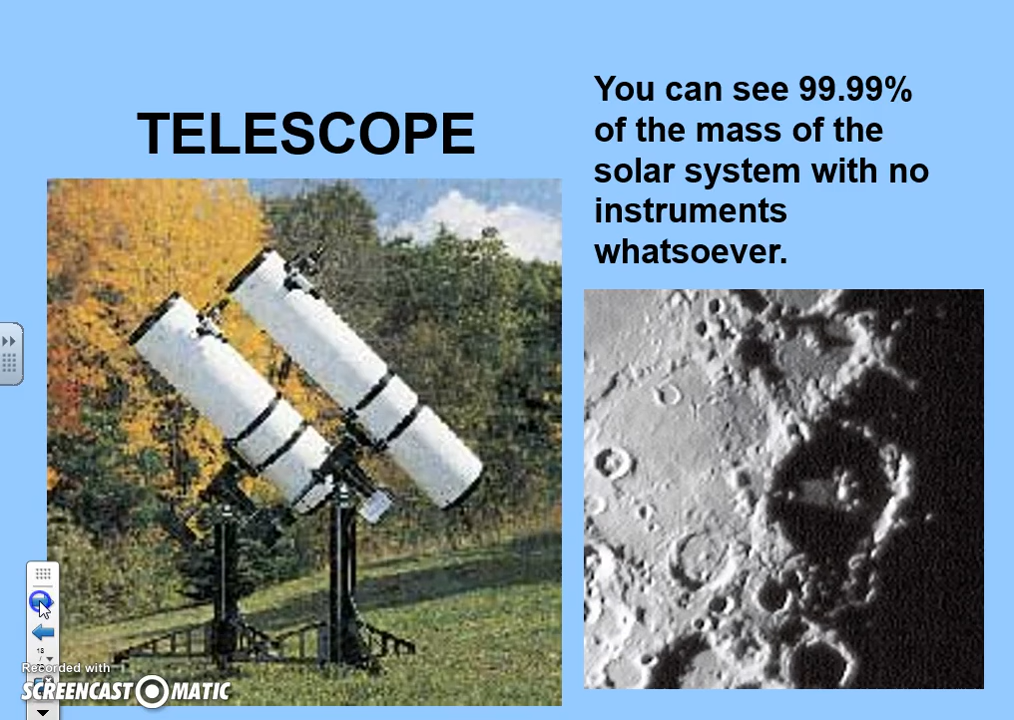 TELESCOPE
You can see 99.99%
of the mass of the
solar system with no
instruments
whatsoever.
18
Recorded with
SCREENCAST MATIC